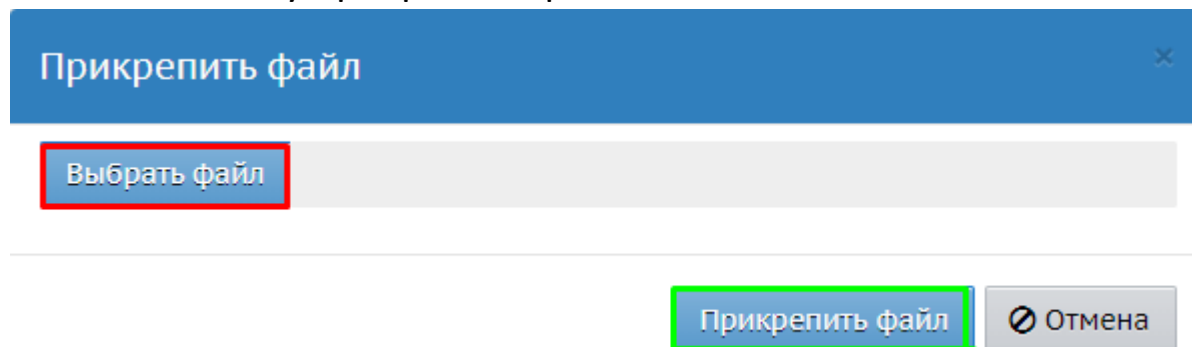 Прикрепить файл ×
Выбрать файл
Прикрепить файл Отмена